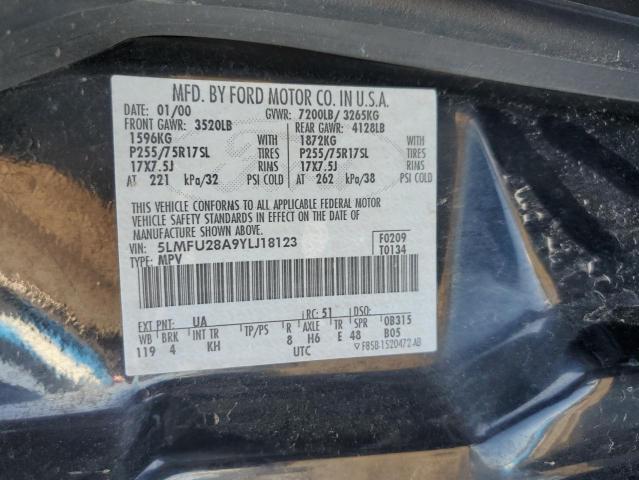 MFD. BY FORD MOTOR CO. IN U.S.A.
DATE: 01/00 GVWR: 7200LB/ 3265KG
FRONT GAWR: 3520LB REAR GAWR: 4128LB
1596KG WITH 1872KG WITH
P255/75R17SL TIRES P255/75R17SL TIRES
17X7.5J RIMS 17X7.5J RIMS
AT 221 kPa/32 PSI COLD AT 262 kPa/38 PSI COLD
THIS VEHICLE CONFORMS TO ALL APPLICABLE FEDERAL MOTOR
VEHICLE SAFETY STANDARDS IN EFFECT ON THE DATE OF
MANUFACTURE SHOWN ABOVE.
VIN: 5LMFU28A9YLJ18123 F0209
TYPE: MPV T0134
EXT PNT: UA RC: 51 DSO:
WB BRK INT TR TP/PS R AXLE TR SPR 0B315
119 4 KH 8 H6 E 48 B05
UTC ▽F85B-1520472-AB